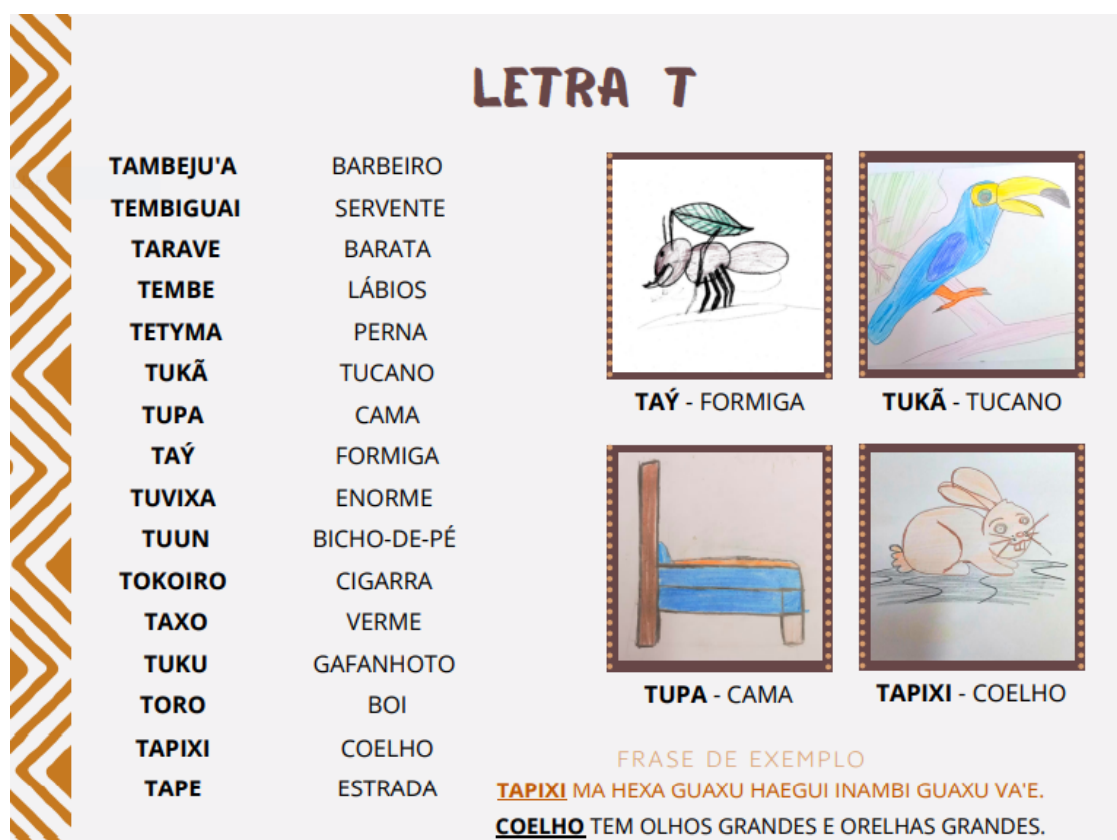 LETRA T
TAMBEJU'A BARBEIRO
TEMBIGUAI SERVENTE
TARAVE BARATA
TEMBE LÁBIOS
TETYMA PERNA
TUKÃ TUCANO
TUPA CAMA
TAÝ FORMIGA
TUVIXA ENORME
TUUN BICHO-DE-PÉ
TOKOIRO CIGARRA
TAXO VERME
TUKU GAFANHOTO
TORO BOI
TAPIXI COELHO
TAPE ESTRADA
TAÝ - FORMIGA
TUKÃ - TUCANO
TUPA - CAMA
TAPIXI - COELHO
FRASE DE EXEMPLO
TAPIXI MA HEXA GUAXU HAEGUI INAMBI GUAXU VA'E.
COELHO TEM OLHOS GRANDES E ORELHAS GRANDES.